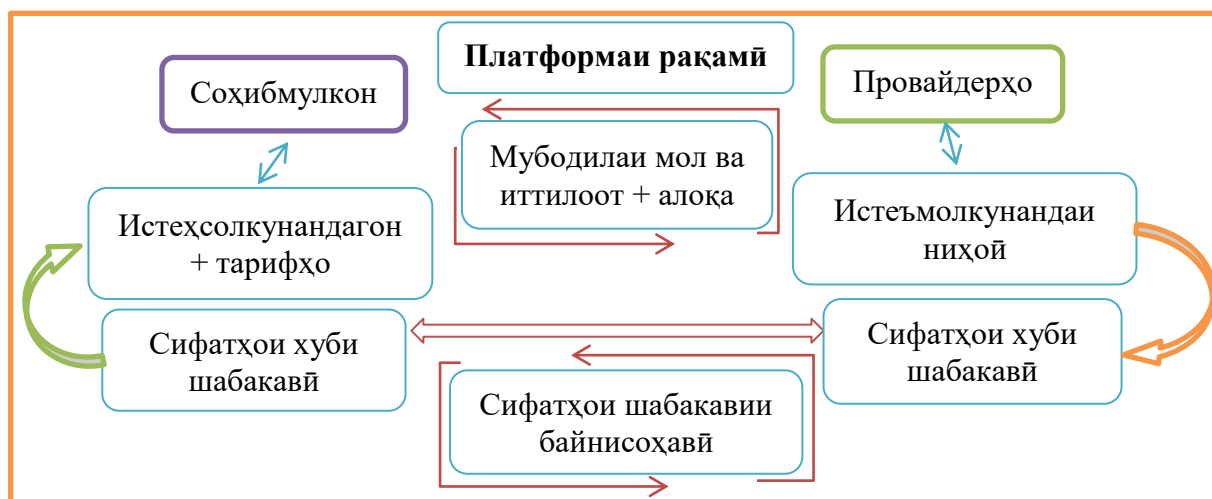 Платформаи рақамӣ
Соҳибмулкон
Провайдерҳо
Мубодилаи мол ва
иттилоот + алоқа
Истеҳсолкунандагон
+ тарифҳо
Истеъмолкунандаи
ниҳоӣ
Сифатҳои хуби
шабакавӣ
Сифатҳои хуби
шабакавӣ
Сифатҳои шабакавии
байнисоҳавӣ